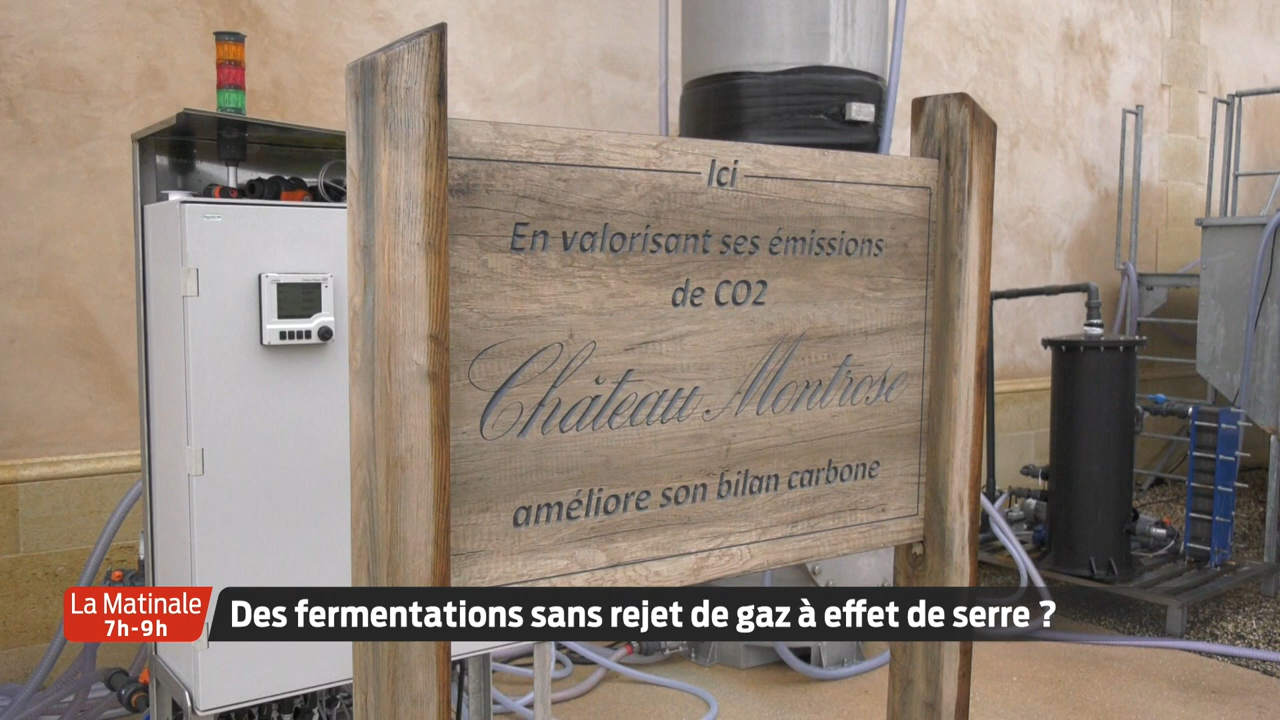 Ici
En valorisant ses émissions
de CO2
Château Montrose
améliore son bilan carbone
La Matinale
7h-9h
Des fermentations sans rejet de gaz à effet de serre ?